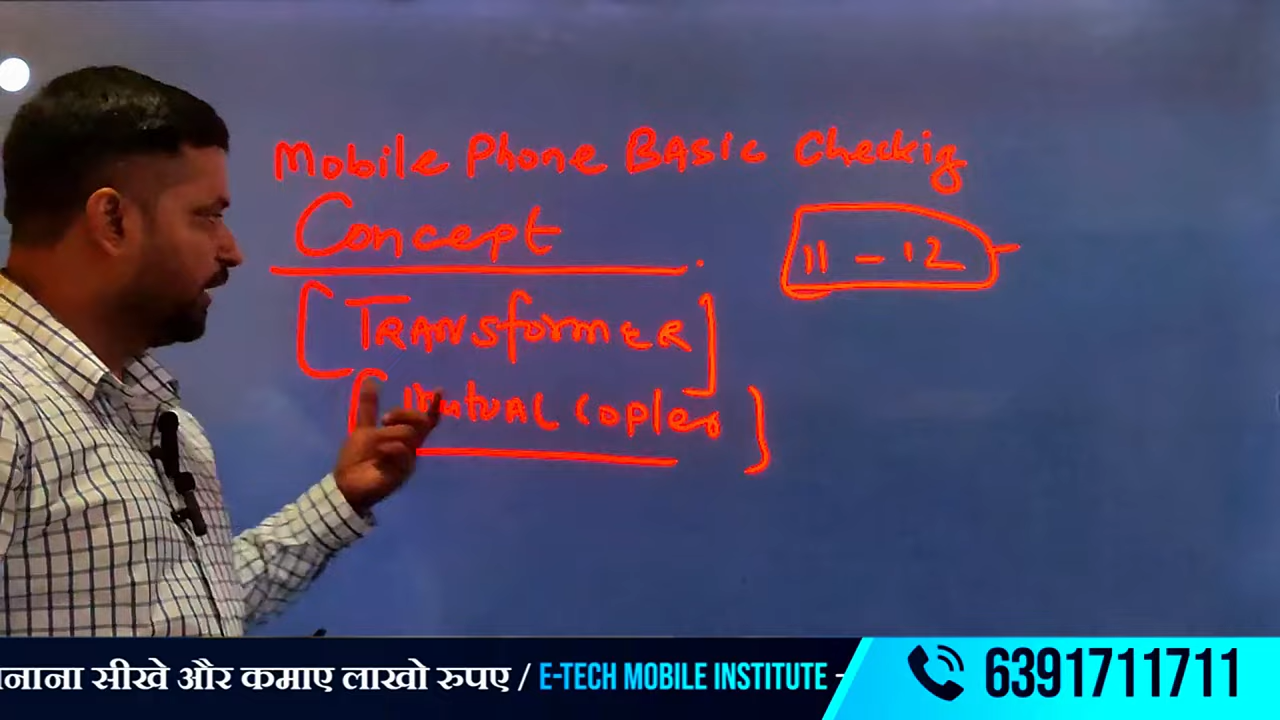 Mobile Phone BASic Checkig
Concept
11 - 12
[TRANSformER]
[mutuAL Copler]
नाना सीखे और कमाए लाखो रुपए / E-TECH MOBILE INSTITUTE -
6391711711